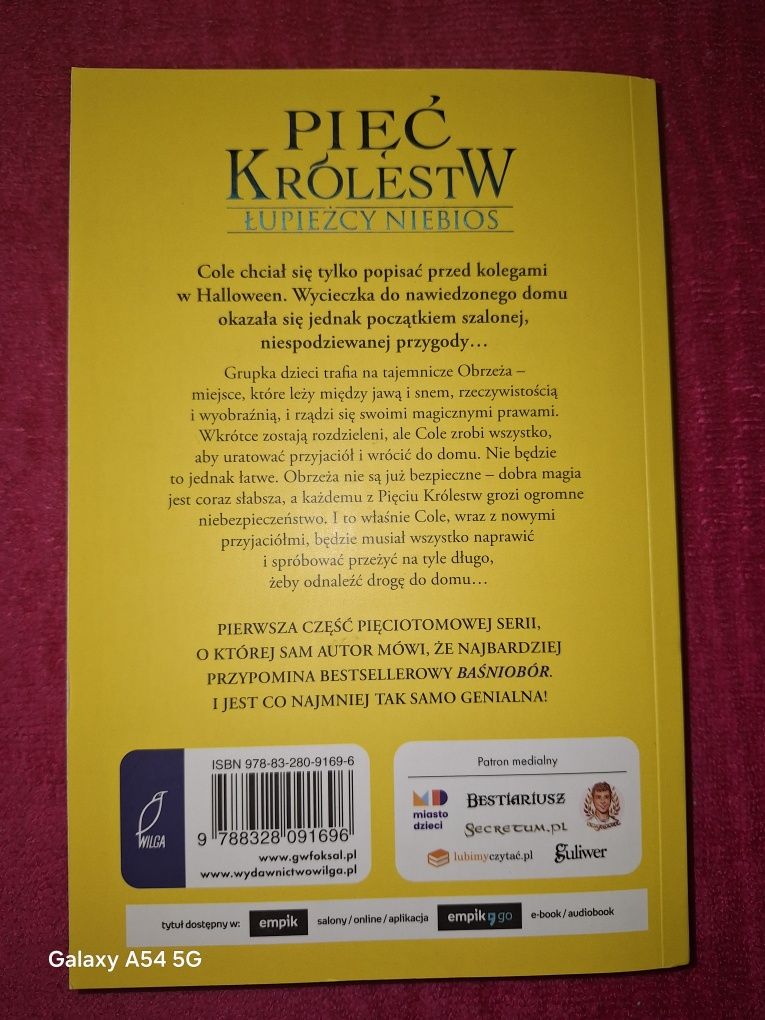 PIĘĆ
KRÓLESTW
ŁUPIEŻCY NIEBIOS
Cole chciał się tylko popisać przed kolegami
w Halloween. Wycieczka do nawiedzonego domu
okazała się jednak początkiem szalonej,
niespodziewanej przygody…
Grupka dzieci trafia na tajemnicze Obrzeża –
miejsce, które leży między jawą i snem, rzeczywistością
i wyobraźnią, i rządzi się swoimi magicznymi prawami.
Wkrótce zostają rozdzieleni, ale Cole zrobi wszystko,
aby uratować przyjaciół i wrócić do domu. Nie będzie
to jednak łatwe. Obrzeża nie są już bezpieczne – dobra magia
jest coraz słabsza, a każdemu z Pięciu Królestw grozi ogromne
niebezpieczeństwo. I to właśnie Cole, wraz z nowymi
przyjaciółmi, będzie musiał wszystko naprawić
i spróbować przeżyć na tyle długo,
żeby odnaleźć drogę do domu…
PIERWSZA CZĘŚĆ PIĘCIOTOMOWEJ SERII,
O KTÓREJ SAM AUTOR MÓWI, ŻE NAJBARDZIEJ
PRZYPOMINA BESTSELLEROWY BAŚNIOBÓR.
I JEST CO NAJMNIEJ TAK SAMO GENIALNA!
WILGA
ISBN 978-83-280-9169-6
9 788328 091696
www.gwfoksal.pl
www.wydawnictwowilga.pl
Patron medialny
MD
miasto
dzieci
BESTIARIUSZ
SECRETUM.PL
lubimyczytać.pl
Guliwer
tytuł dostępny w: empik salony / online / aplikacja empik go e-book / audiobook
Galaxy A54 5G